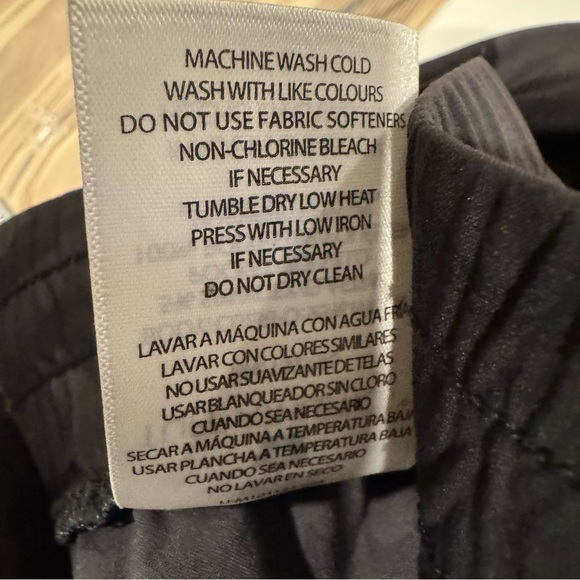 MACHINE WASH COLD
WASH WITH LIKE COLOURS
DO NOT USE FABRIC SOFTENERS
NON-CHLORINE BLEACH
IF NECESSARY
TUMBLE DRY LOW HEAT
PRESS WITH LOW IRON
IF NECESSARY
DO NOT DRY CLEAN
LAVAR A MÁQUINA CON AGUA FRÍA
LAVAR CON COLORES SIMILARES
NO USAR SUAVIZANTE DE TELAS
USAR BLANQUEADOR SIN CLORO
CUANDO SEA NECESARIO
SECAR A MÁQUINA A TEMPERATURA BAJA
USAR PLANCHA A TEMPERATURA BAJA
CUANDO SEA NECESARIO
NO LAVAR EN SECO